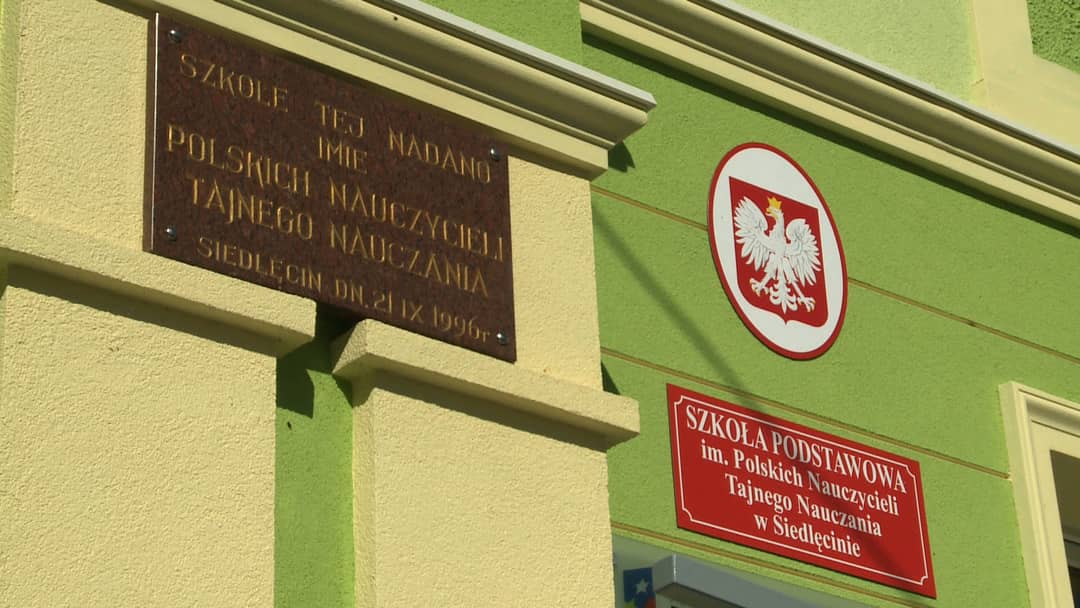 SZKOLE TEJ NADANO
IMIE
POLSKICH NAUCZYCIELI
TAJNEGO NAUCZANIA
SIEDLĘCIN DN. 21 IX 1996r
SZKOŁA PODSTAWOWA
im. Polskich Nauczycieli
Tajnego Nauczania
w Siedlęcinie